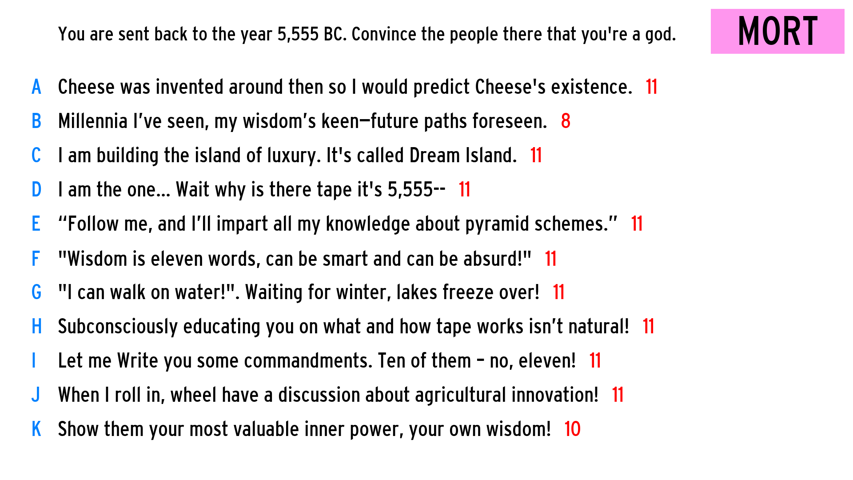 You are sent back to the year 5,555 BC. Convince the people there that you're a god.
MORT
A Cheese was invented around then so I would predict Cheese's existence. 11
B Millennia I've seen, my wisdom's keen—future paths foreseen. 8
C I am building the island of luxury. It's called Dream Island. 11
D I am the one... Wait why is there tape it's 5,555-- 11
E “Follow me, and I’ll impart all my knowledge about pyramid schemes.” 11
F "Wisdom is eleven words, can be smart and can be absurd!" 11
G "I can walk on water!". Waiting for winter, lakes freeze over! 11
H Subconsciously educating you on what and how tape works isn’t natural! 11
I Let me Write you some commandments. Ten of them – no, eleven! 11
J When I roll in, wheel have a discussion about agricultural innovation! 11
K Show them your most valuable inner power, your own wisdom! 10